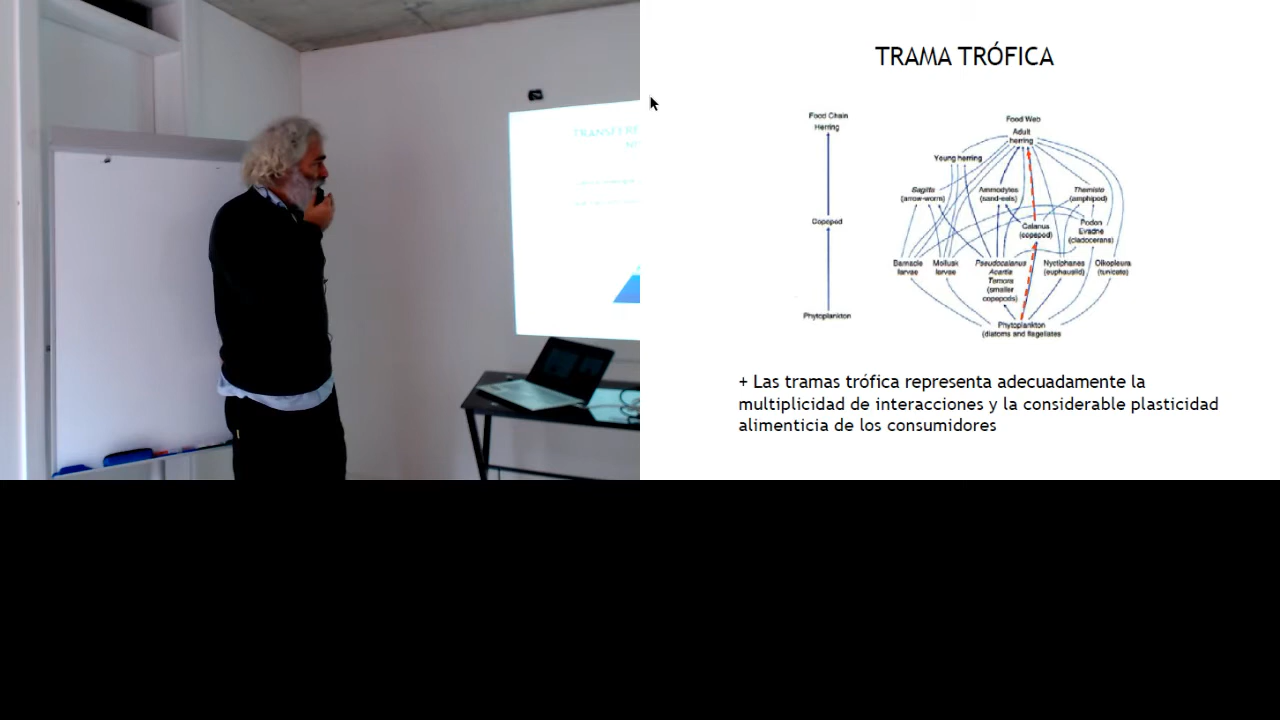 TRAMA TRÓFICA
Food Chain
Herring
Copepod
Phytoplankton
Food Web
Adult
herring
Young herring
Sagitta
(arrow-worm)
Ammodytes
(sand-eels)
Themisto
(amphipod)
Calanus
(copepod)
Podon
Evadne
(cladocerans)
Barnacle
larvae
Mollusk
larvae
Pseudocalanus
Acartia
Temora
(smaller
copepods)
Nyctiphanes
(euphausiid)
Oikopleura
(tunicate)
Phytoplankton
(diatoms and flagellates
+ Las tramas trófica representa adecuadamente la
multiplicidad de interacciones y la considerable plasticidad
alimenticia de los consumidores